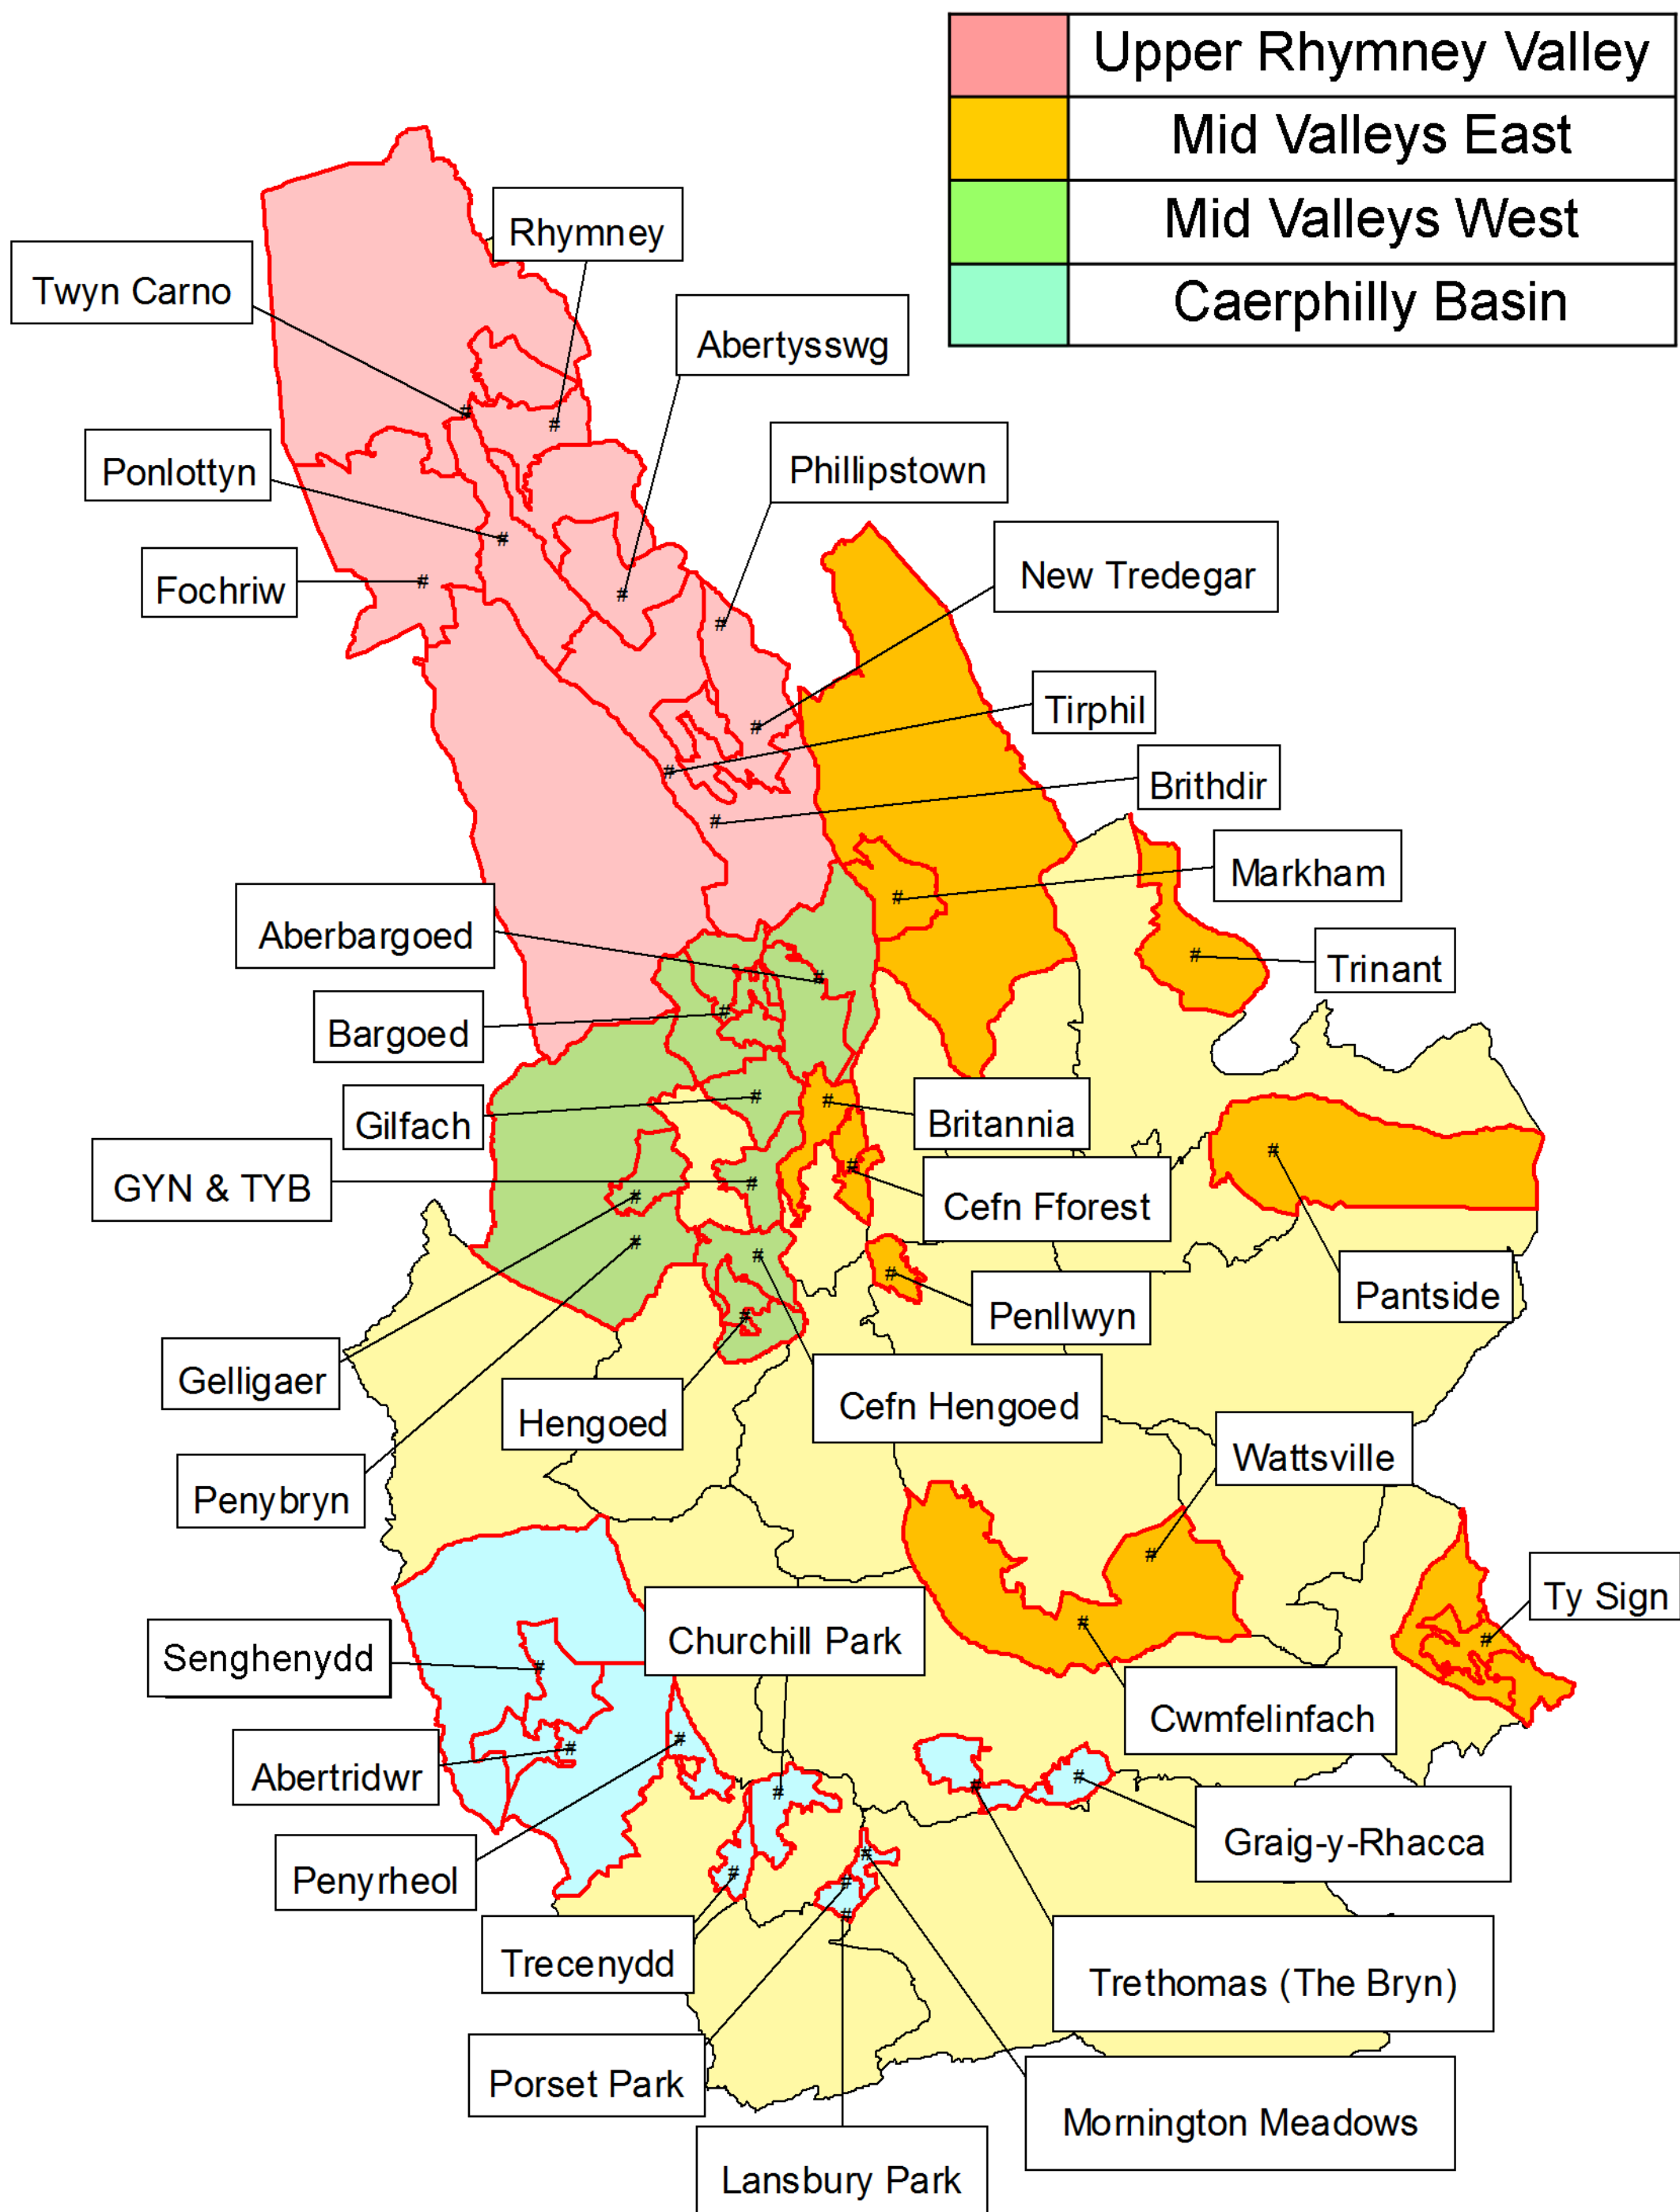 Upper Rhymney Valley
Mid Valleys East
Mid Valleys West
Caerphilly Basin
Rhymney
Twyn Carno
Abertysswg
Ponlottyn
Phillipstown
Fochriw
New Tredegar
Tirphil
Brithdir
Markham
Aberbargoed
Trinant
Bargoed
Gilfach
Britannia
GYN & TYB
Cefn Fforest
Pantside
Penllwyn
Gelligaer
Hengoed
Cefn Hengoed
Wattsville
Penybryn
Ty Sign
Churchill Park
Senghenydd
Cwmfelinfach
Abertridwr
Graig-y-Rhacca
Penyrheol
Trecenydd
Trethomas (The Bryn)
Porset Park
Mornington Meadows
Lansbury Park